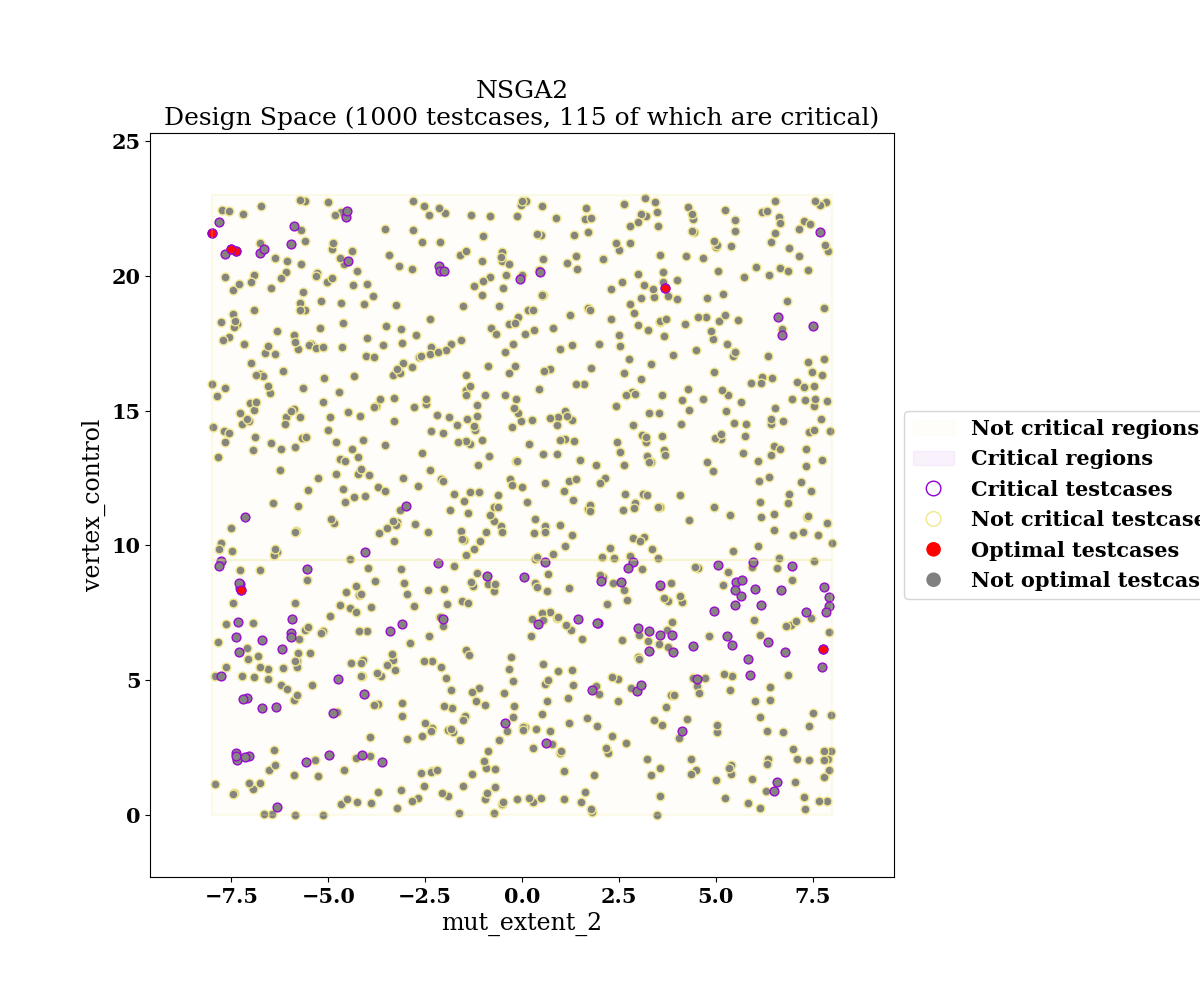 NSGA2
Design Space (1000 testcases, 115 of which are critical)
25
20
15
10
5
0
vertex_control
−7.5
−5.0
−2.5
0.0
2.5
5.0
7.5
mut_extent_2
Not critical regions
Critical regions
Critical testcases
Not critical testcase
Optimal testcases
Not optimal testcas